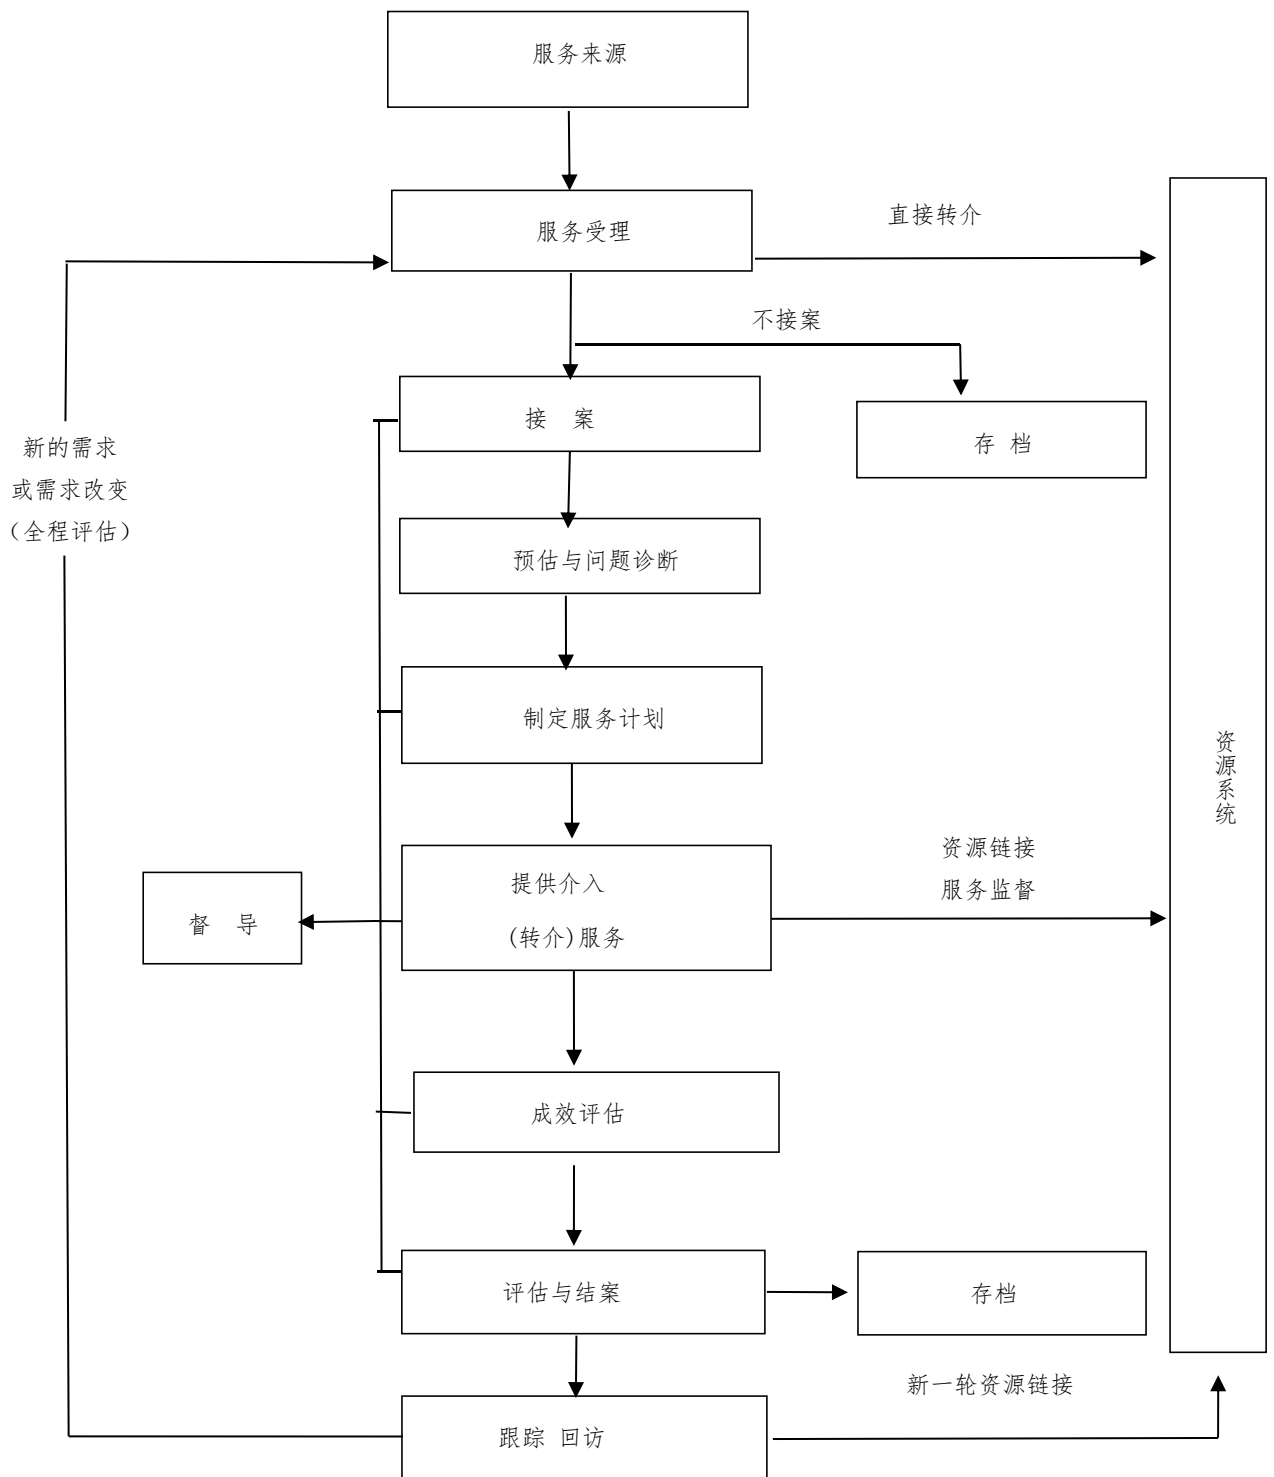 服务来源
服务受理
直接转介
不接案
接 案
存 档
新的需求
或需求改变
（全程评估）
预估与问题诊断
制定服务计划
资源系统
提供介入
(转介)服务
资源链接
服务监督
督 导
成效评估
评估与结案
存档
新一轮资源链接
跟踪 回访